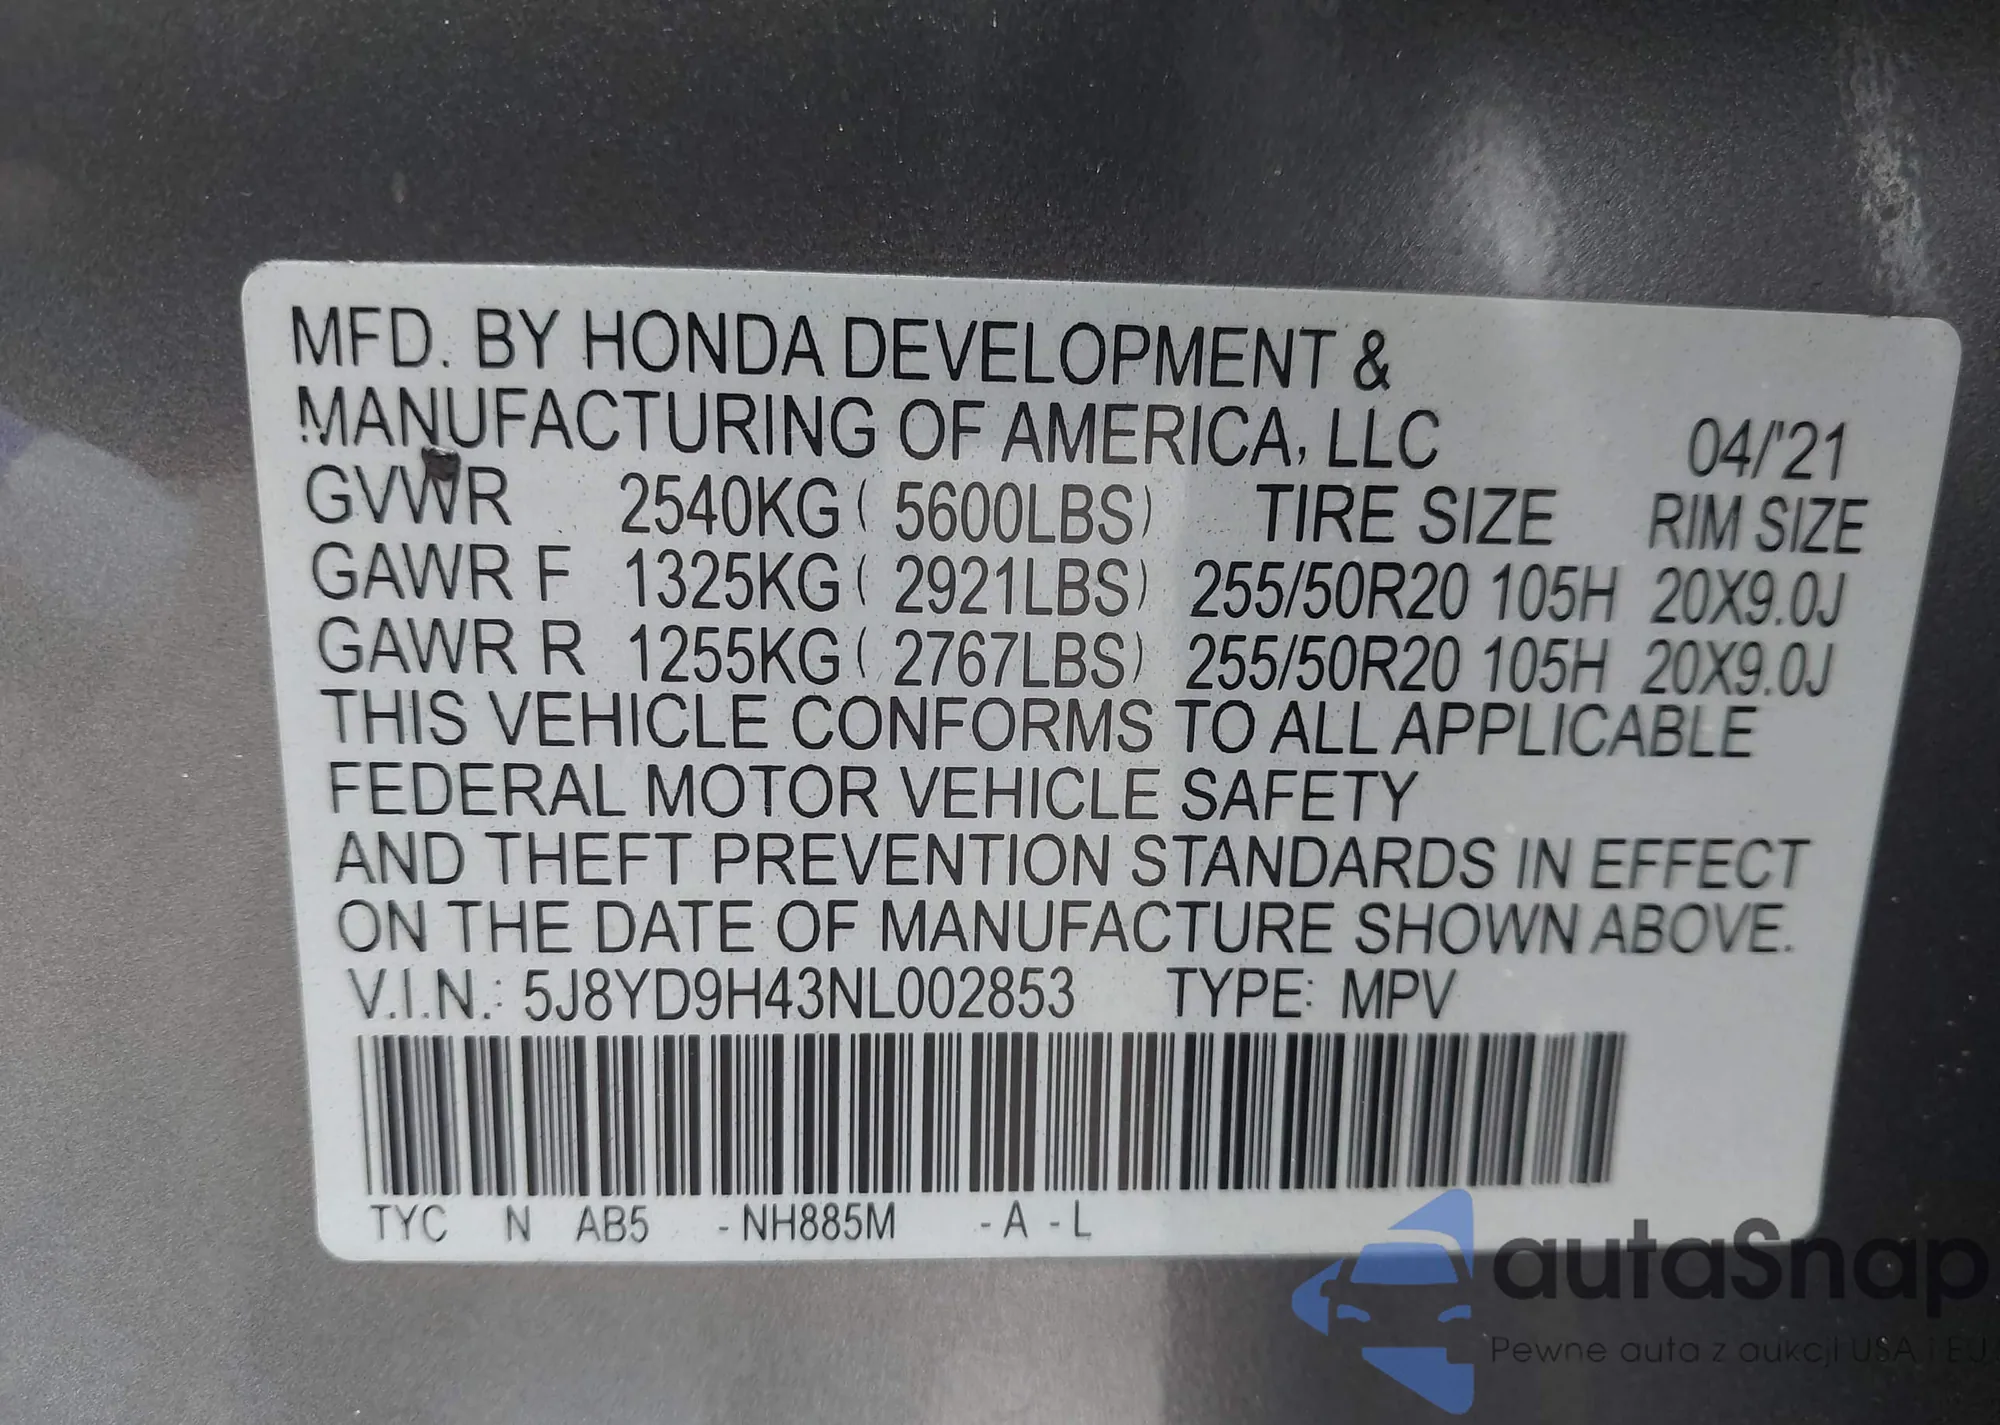 MFD. BY HONDA DEVELOPMENT &
MANUFACTURING OF AMERICA, LLC 04/'21
GVWR 2540KG ( 5600LBS) TIRE SIZE RIM SIZE
GAWR F 1325KG ( 2921LBS) 255/50R20 105H 20X9.0J
GAWR R 1255KG ( 2767LBS) 255/50R20 105H 20X9.0J
THIS VEHICLE CONFORMS TO ALL APPLICABLE
FEDERAL MOTOR VEHICLE SAFETY
AND THEFT PREVENTION STANDARDS IN EFFECT
ON THE DATE OF MANUFACTURE SHOWN ABOVE.
V.I.N.: 5J8YD9H43NL002853 TYPE: MPV
TYC N AB5 - NH885M - A - L
autaSnap
Pewne auta z aukcji USA i EU